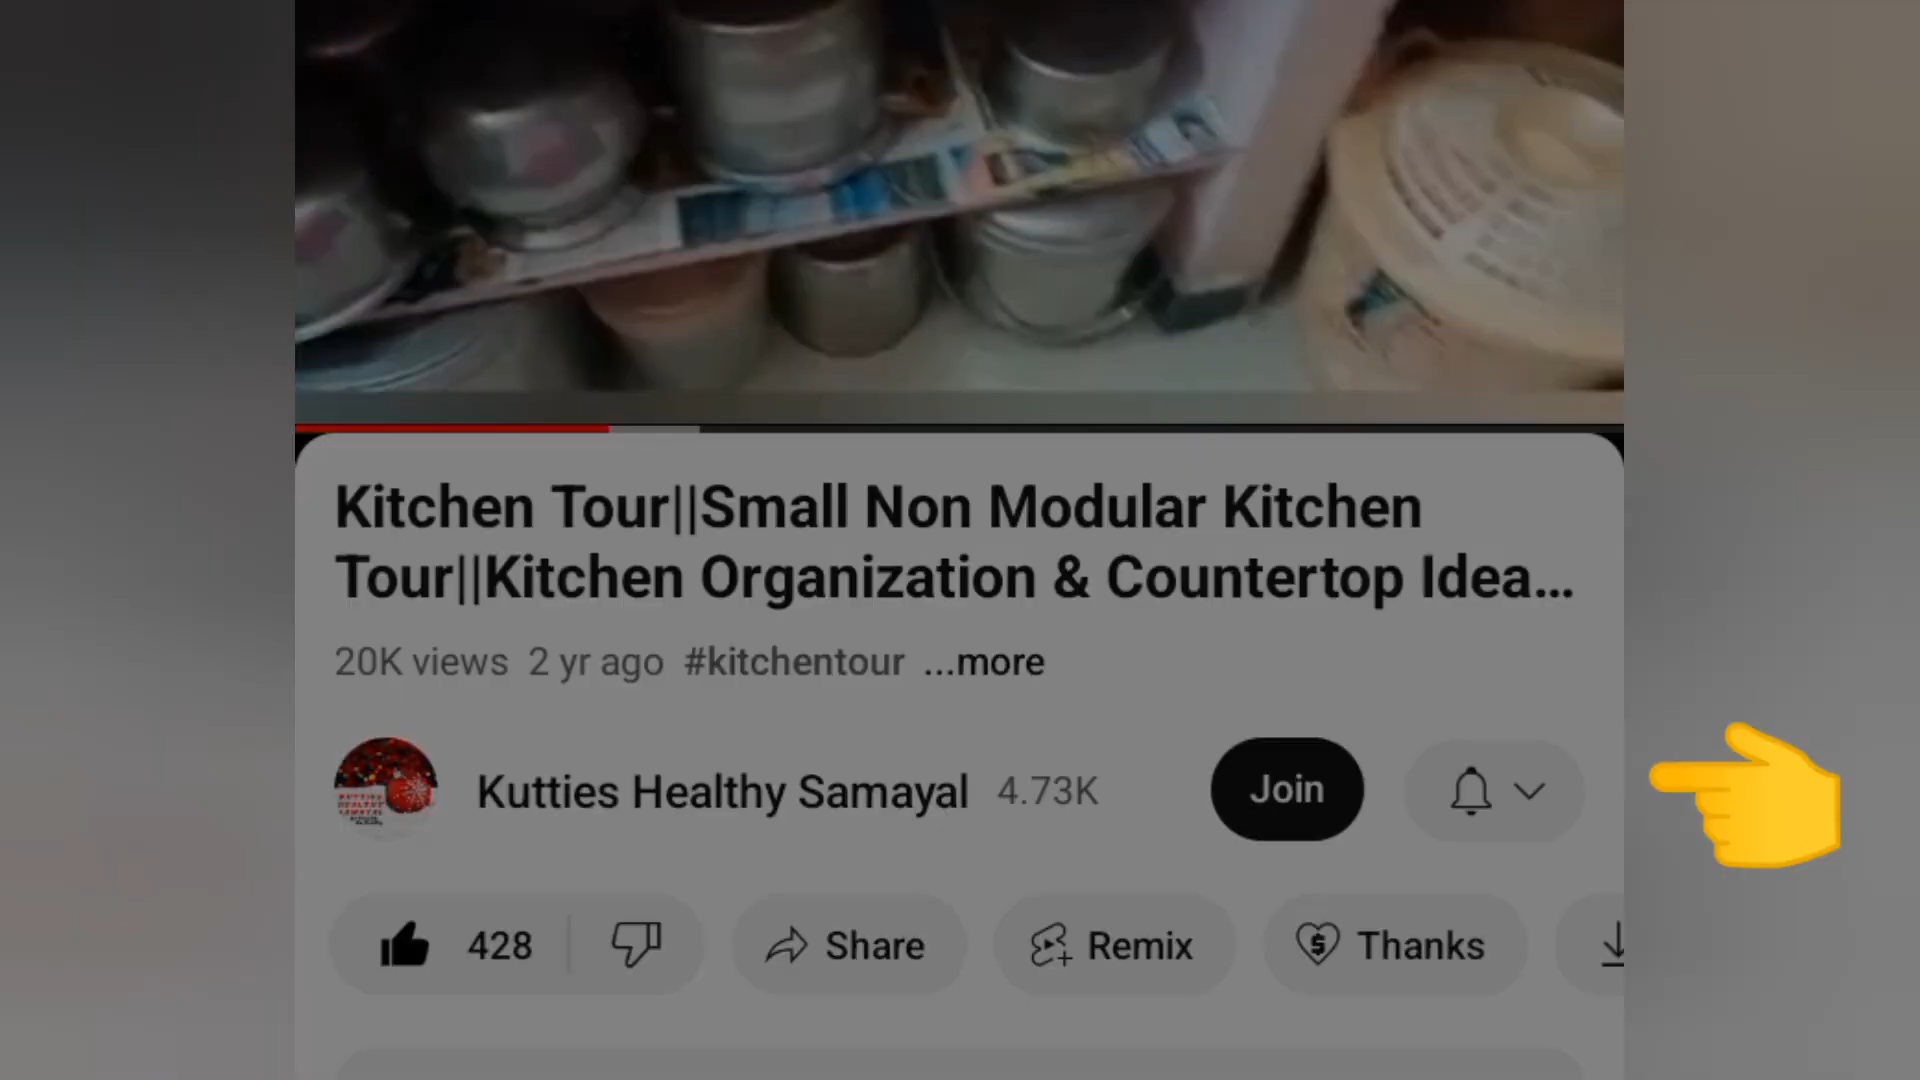 Kitchen Tour||Small Non Modular Kitchen
Tour||Kitchen Organization & Countertop Idea...
20K views 2 yr ago #kitchentour ...more
Kutties Healthy Samayal 4.73K Join
428 Share Remix Thanks